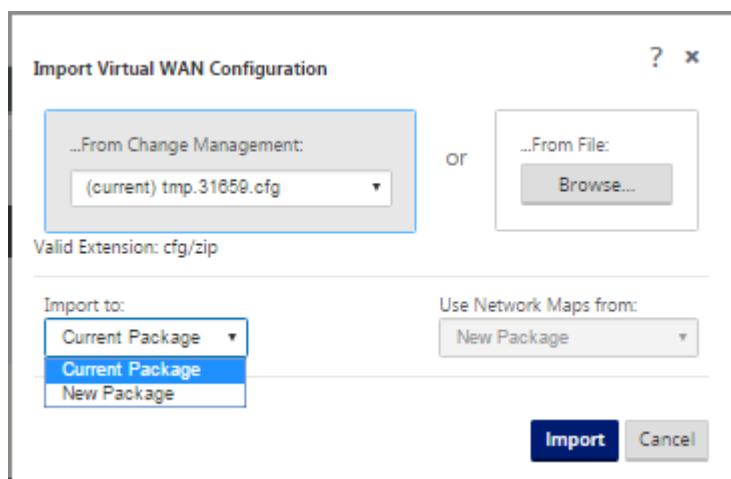 Import Virtual WAN Configuration
? ×
...From Change Management:
(current) tmp.31659.cfg
or
...From File:
Browse...
Valid Extension: cfg/zip
Import to:
Current Package
Current Package
New Package
Use Network Maps from:
New Package
Import
Cancel